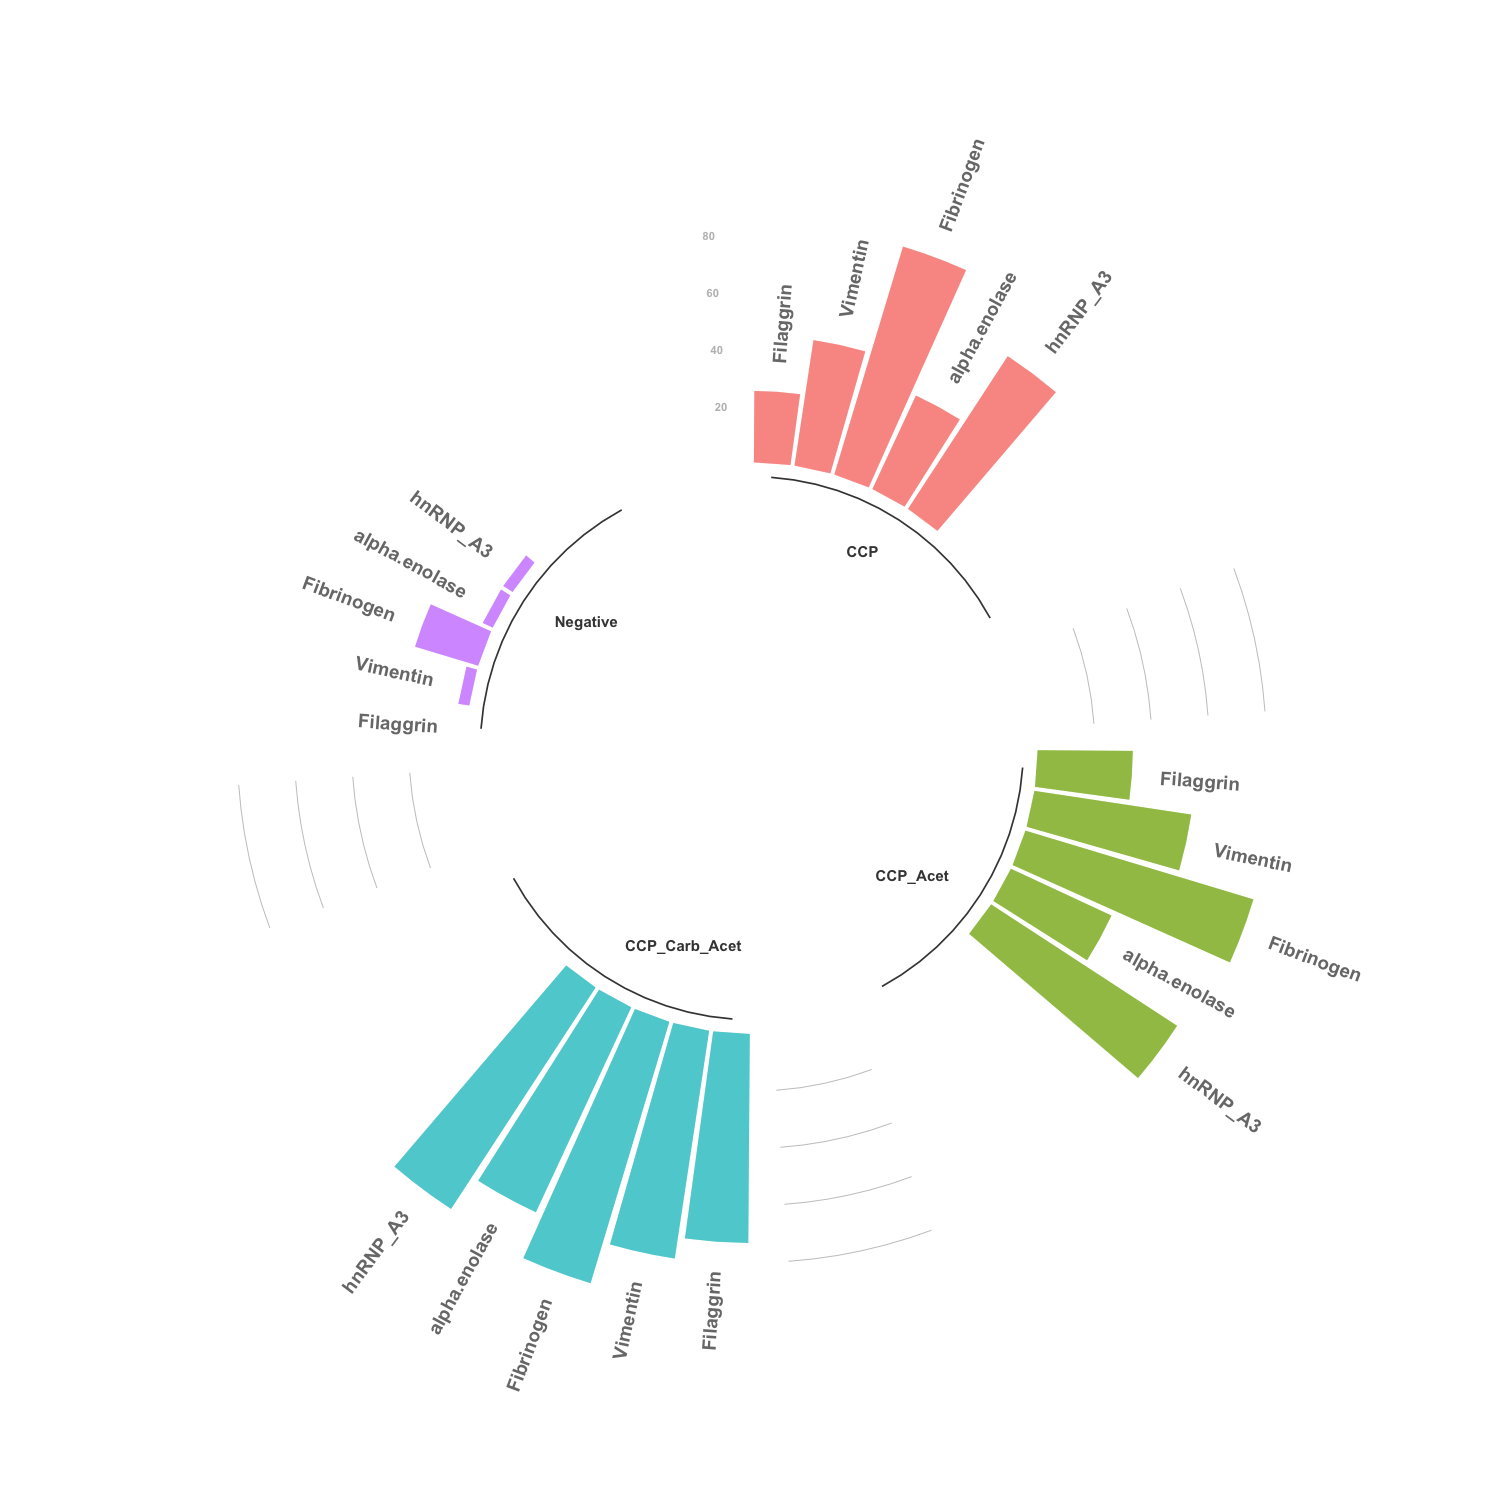 80
60
40
20
Filaggrin
Vimentin
Fibrinogen
alpha.enolase
hnRNP_A3
CCP
Filaggrin
Vimentin
Fibrinogen
alpha.enolase
hnRNP_A3
CCP_Acet
Filaggrin
Vimentin
Fibrinogen
alpha.enolase
hnRNP_A3
CCP_Carb_Acet
Filaggrin
Vimentin
Fibrinogen
alpha.enolase
hnRNP_A3
Negative